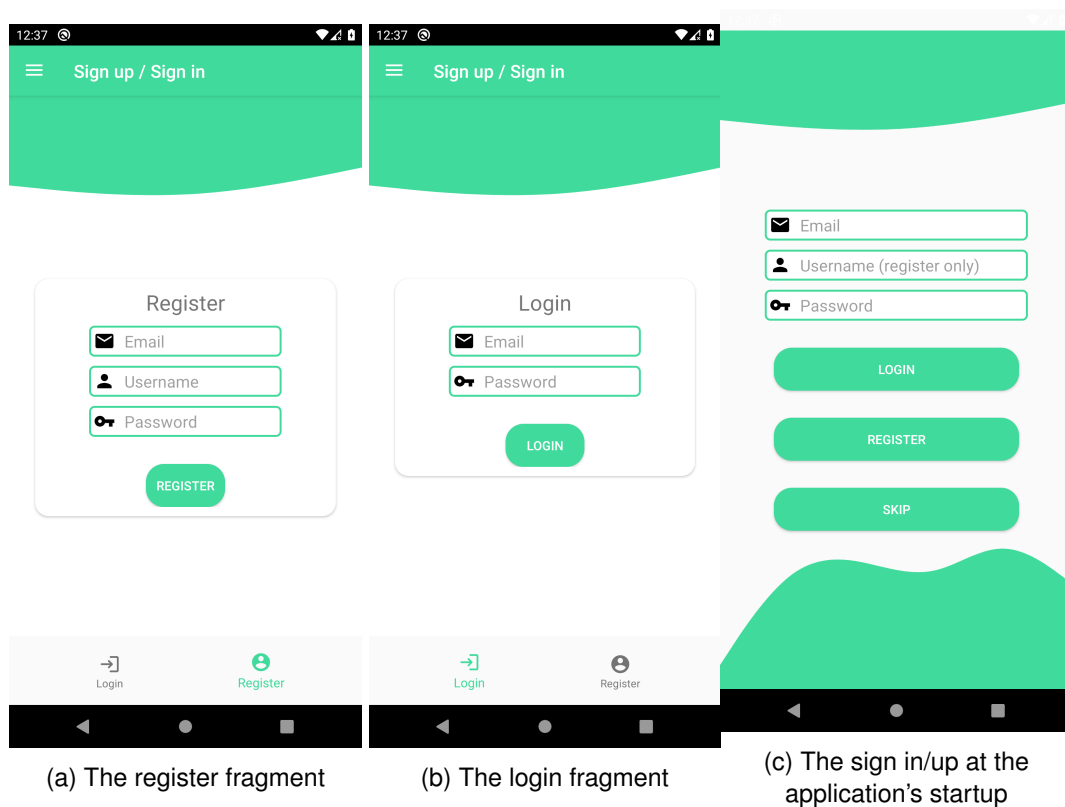 12:37
Sign up / Sign in
Register
Email
Username
Password
REGISTER
Login
Register
(a) The register fragment
12:37
Sign up / Sign in
Login
Email
Password
LOGIN
Login
Register
(b) The login fragment
Email
Username (register only)
Password
LOGIN
REGISTER
SKIP
(c) The sign in/up at the
application's startup